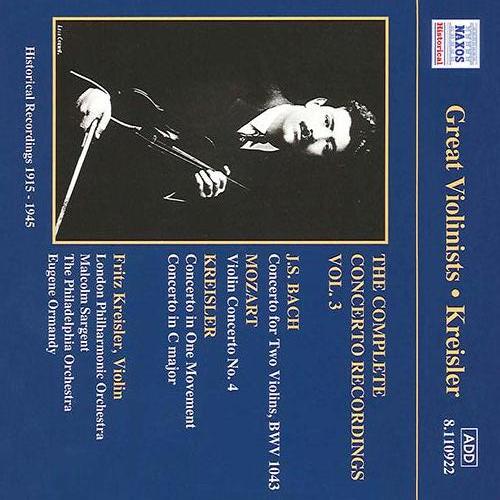 NAXOS
Historical
Great Violinists • Kreisler
ADD
8.110922
THE COMPLETE
CONCERTO RECORDINGS
VOL. 3
J.S. BACH
Concerto for Two Violins, BWV 1043
MOZART
Violin Concerto No. 4
KREISLER
Concerto in One Movement
Concerto in C major
Fritz Kreisler, Violin
London Philharmonic Orchestra
Malcolm Sargent
The Philadelphia Orchestra
Eugene Ormandy
Historical Recordings 1915 - 1945